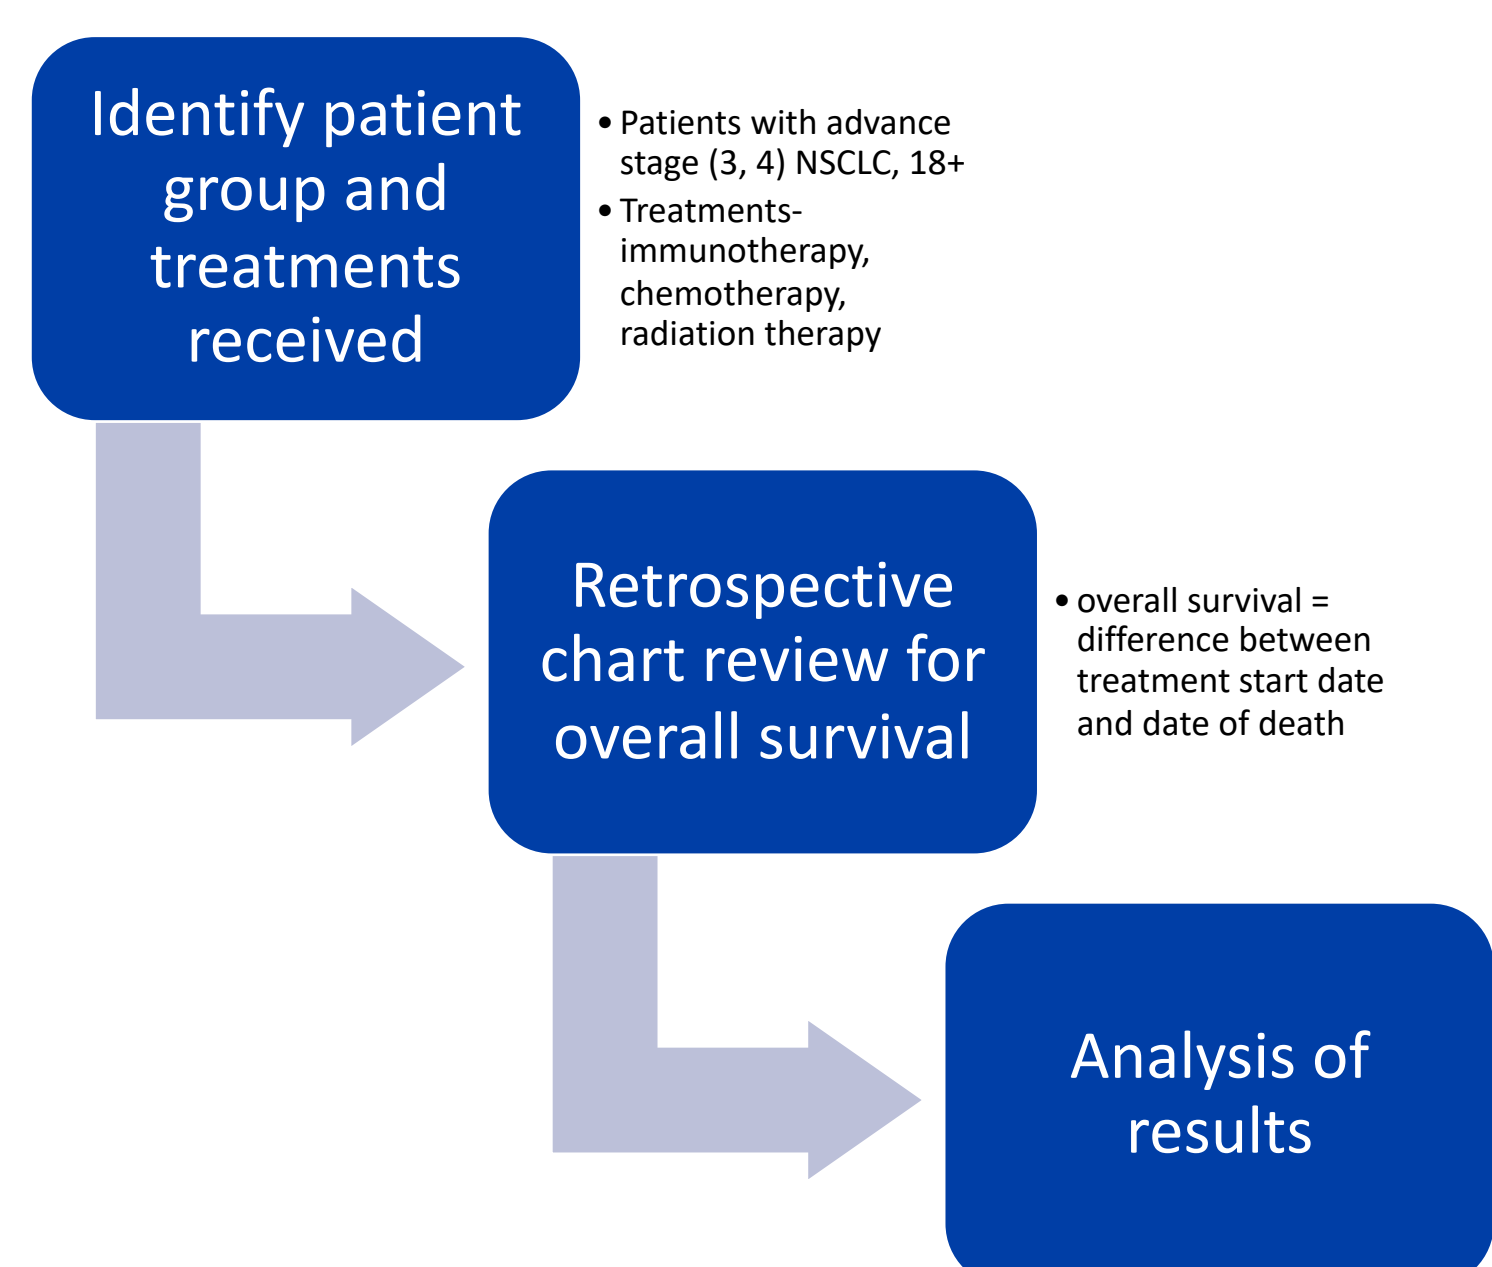 Identify patient
group and
treatments
received
• Patients with advance
stage (3, 4) NSCLC, 18+
• Treatments-
immunotherapy,
chemotherapy,
radiation therapy
Retrospective
chart review for
overall survival
• overall survival =
difference between
treatment start date
and date of death
Analysis of
results